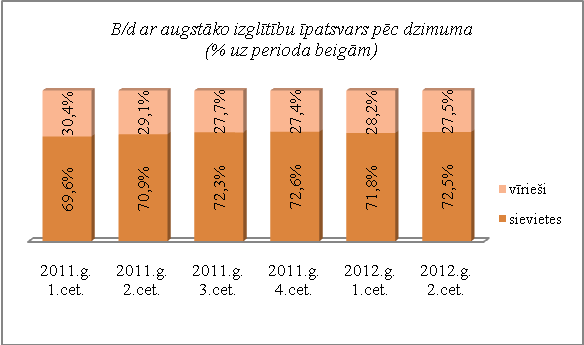 B/d ar augstāko izglītību īpatsvars pēc dzimuma
(% uz perioda beigām)
30,4%
29,1%
27,7%
27,4%
28,2%
27,5%
69,6%
70,9%
72,3%
72,6%
71,8%
72,5%
vīrieši
sievietes
2011.g. 2011.g. 2011.g. 2011.g. 2012.g. 2012.g.
1.cet. 2.cet. 3.cet. 4.cet. 1.cet. 2.cet.